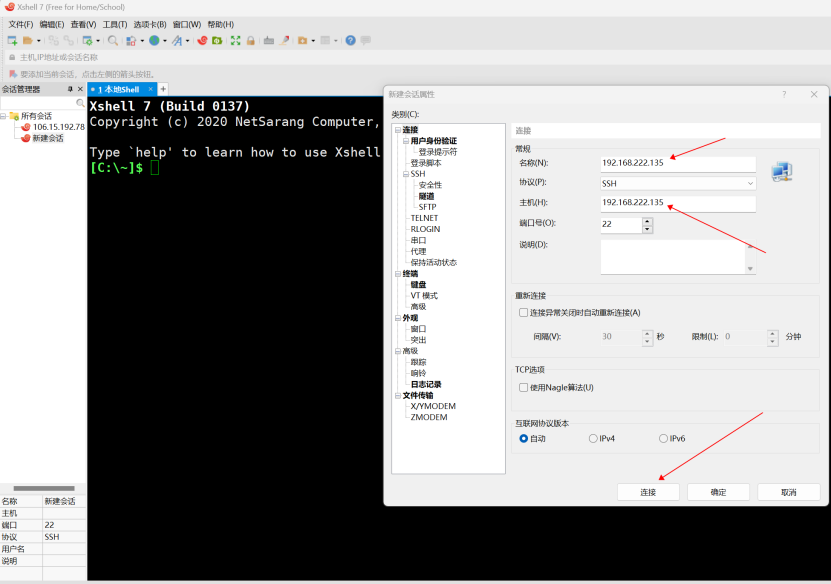 Xshell 7 (Free for Home/School)
文件(F) 编辑(E) 查看(V) 工具(T) 选项卡(B) 窗口(W) 帮助(H)
主机,IP地址或会话名称
要添加当前会话，点击左侧的箭头按钮。
会话管理器
1 本地Shell
所有会话
106.15.192.78
新建会话
Xshell 7 (Build 0137)
Copyright (c) 2020 NetSarang Computer,
Type `help' to learn how to use Xshell
[C:\~]$
名称 新建会话
主机
端口 22
协议 SSH
用户名
说明
新建会话属性
?
类别(C):
连接
用户身份验证
登录提示符
登录脚本
SSH
安全性
隧道
SFTP
TELNET
RLOGIN
串口
代理
保持活动状态
终端
键盘
VT 模式
高级
外观
窗口
突出
高级
跟踪
响铃
日志记录
文件传输
X/YMODEM
ZMODEM
连接
常规
名称(N): 192.168.222.135
协议(P): SSH
主机(H): 192.168.222.135
端口号(O): 22
说明(D):
重新连接
连接异常关闭时自动重新连接(A)
间隔(V): 30 秒 限制(L): 0 分钟
TCP选项
使用Nagle算法(U)
互联网协议版本
自动 IPv4 IPv6
连接 确定 取消